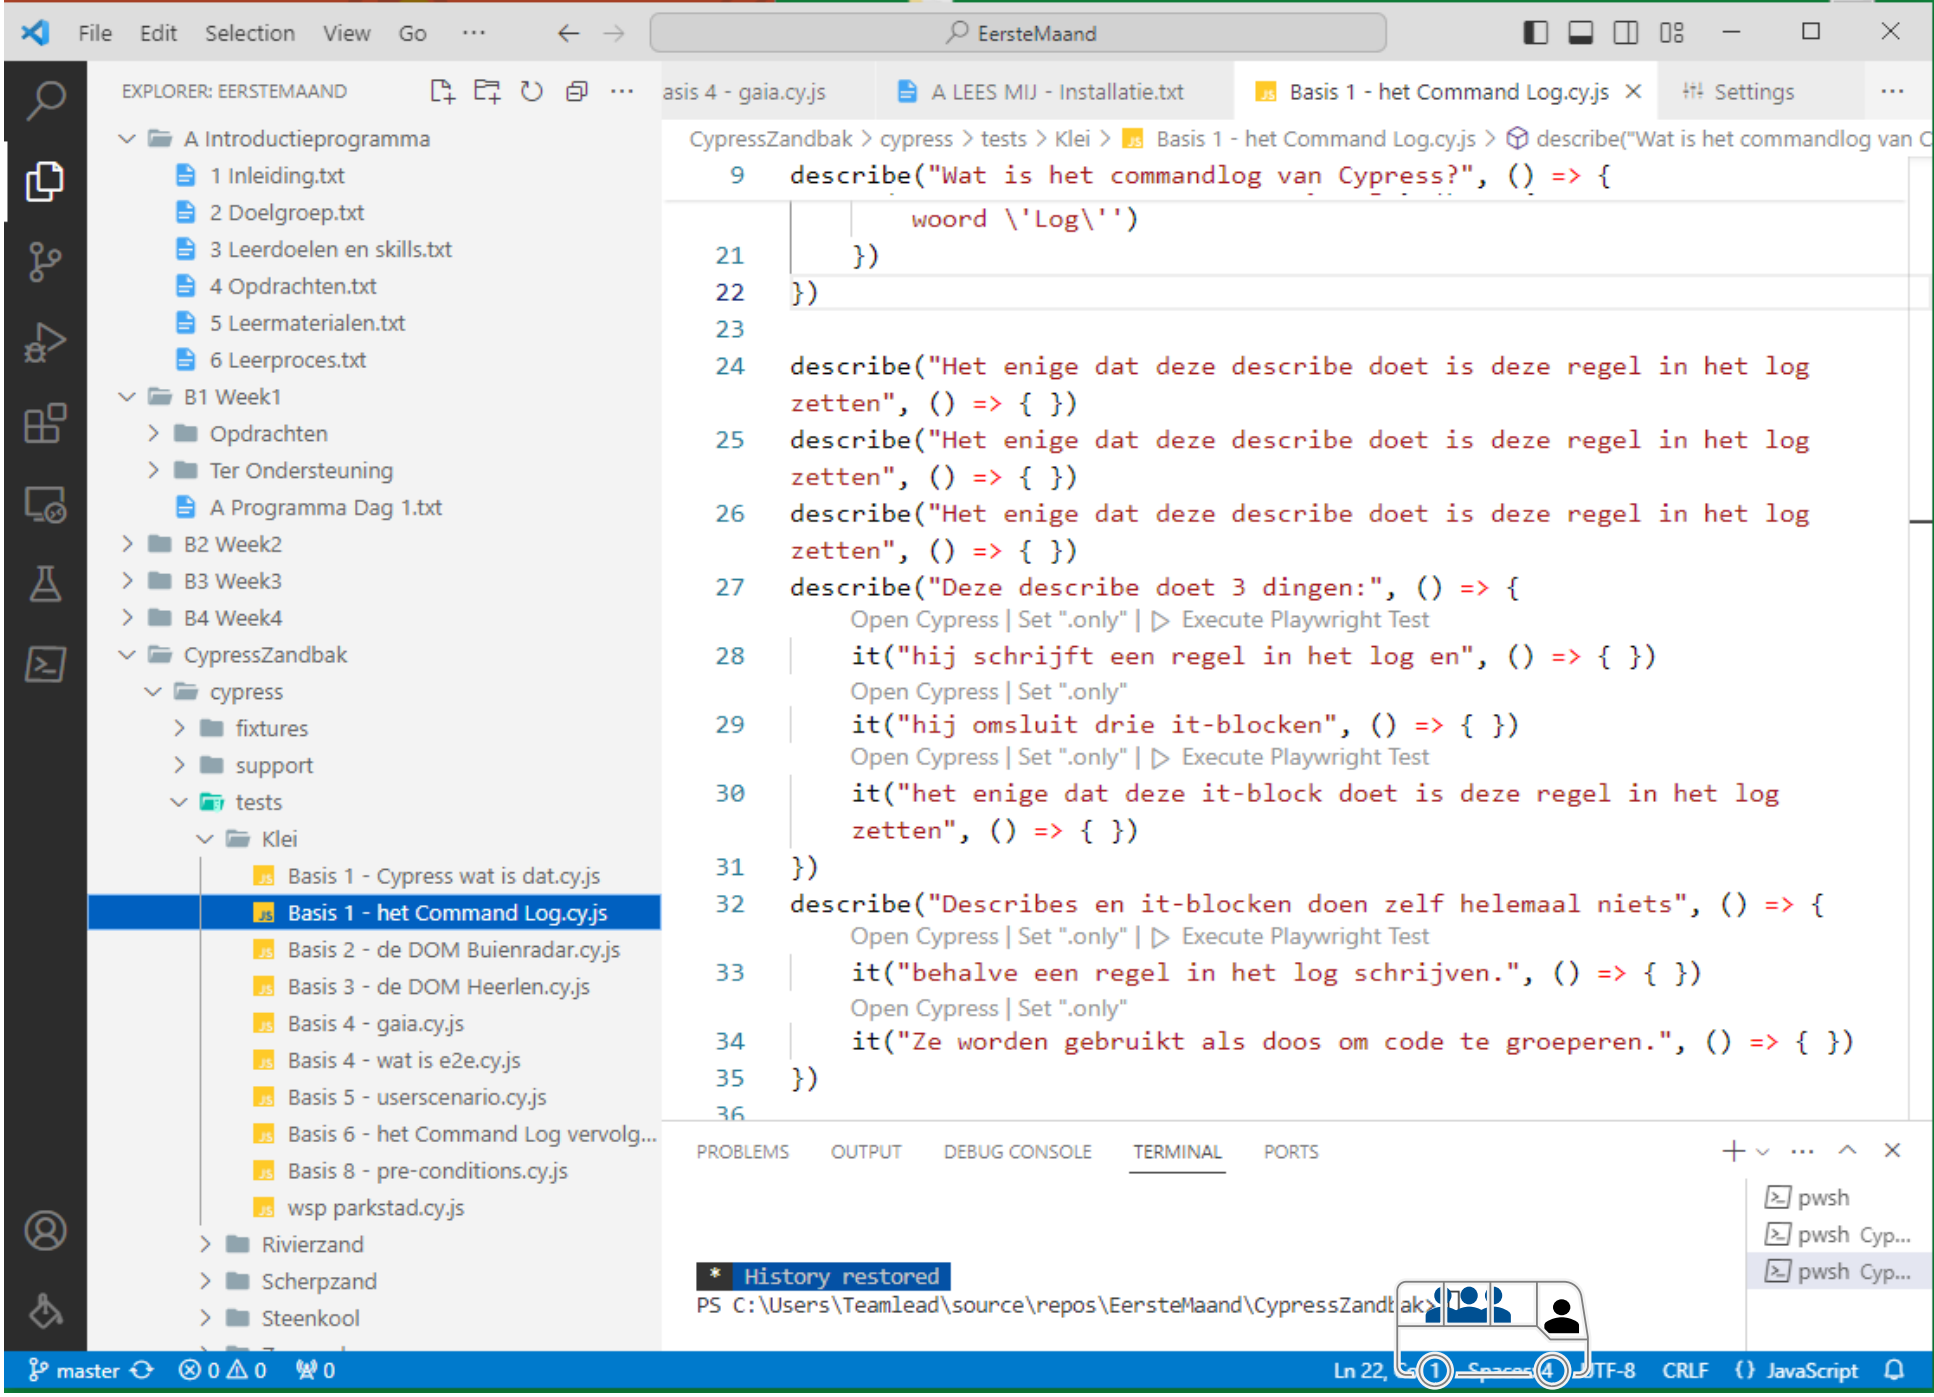 File Edit Selection View Go ··· EersteMaand
EXPLORER: EERSTEMAAND
A Introductieprogramma
1 Inleiding.txt
2 Doelgroep.txt
3 Leerdoelen en skills.txt
4 Opdrachten.txt
5 Leermaterialen.txt
6 Leerproces.txt
B1 Week1
Opdrachten
Ter Ondersteuning
A Programma Dag 1.txt
B2 Week2
B3 Week3
B4 Week4
CypressZandbak
cypress
fixtures
support
tests
Klei
Basis 1 - Cypress wat is dat.cy.js
Basis 1 - het Command Log.cy.js
Basis 2 - de DOM Buienradar.cy.js
Basis 3 - de DOM Heerlen.cy.js
Basis 4 - gaia.cy.js
Basis 4 - wat is e2e.cy.js
Basis 5 - userscenario.cy.js
Basis 6 - het Command Log vervolg...
Basis 8 - pre-conditions.cy.js
wsp parkstad.cy.js
Rivierzand
Scherpzand
Steenkool
asis 4 - gaia.cy.js A LEES MIJ - Installatie.txt JS Basis 1 - het Command Log.cy.js Settings ···
CypressZandbak > cypress > tests > Klei > JS Basis 1 - het Command Log.cy.js > describe("Wat is het commandlog van C
9 describe("Wat is het commandlog van Cypress?", () => {
woord \'Log\'')
21 })
22 })
23
24 describe("Het enige dat deze describe doet is deze regel in het log
zetten", () => { })
25 describe("Het enige dat deze describe doet is deze regel in het log
zetten", () => { })
26 describe("Het enige dat deze describe doet is deze regel in het log
zetten", () => { })
27 describe("Deze describe doet 3 dingen:", () => {
Open Cypress | Set ".only" | ▷ Execute Playwright Test
28 it("hij schrijft een regel in het log en", () => { })
Open Cypress | Set ".only"
29 it("hij omsluit drie it-blocken", () => { })
Open Cypress | Set ".only" | ▷ Execute Playwright Test
30 it("het enige dat deze it-block doet is deze regel in het log
zetten", () => { })
31 })
32 describe("Describes en it-blocken doen zelf helemaal niets", () => {
Open Cypress | Set ".only" | ▷ Execute Playwright Test
33 it("behalve een regel in het log schrijven.", () => { })
Open Cypress | Set ".only"
34 it("Ze worden gebruikt als doos om code te groeperen.", () => { })
35 })
36
PROBLEMS OUTPUT DEBUG CONSOLE TERMINAL PORTS
* History restored
PS C:\Users\Teamlead\source\repos\EersteMaand\CypressZandbak>
pwsh
pwsh Cyp...
pwsh Cyp...
master 0 0 0 Ln 22, Col 1 Spaces: 4 UTF-8 CRLF {} JavaScript